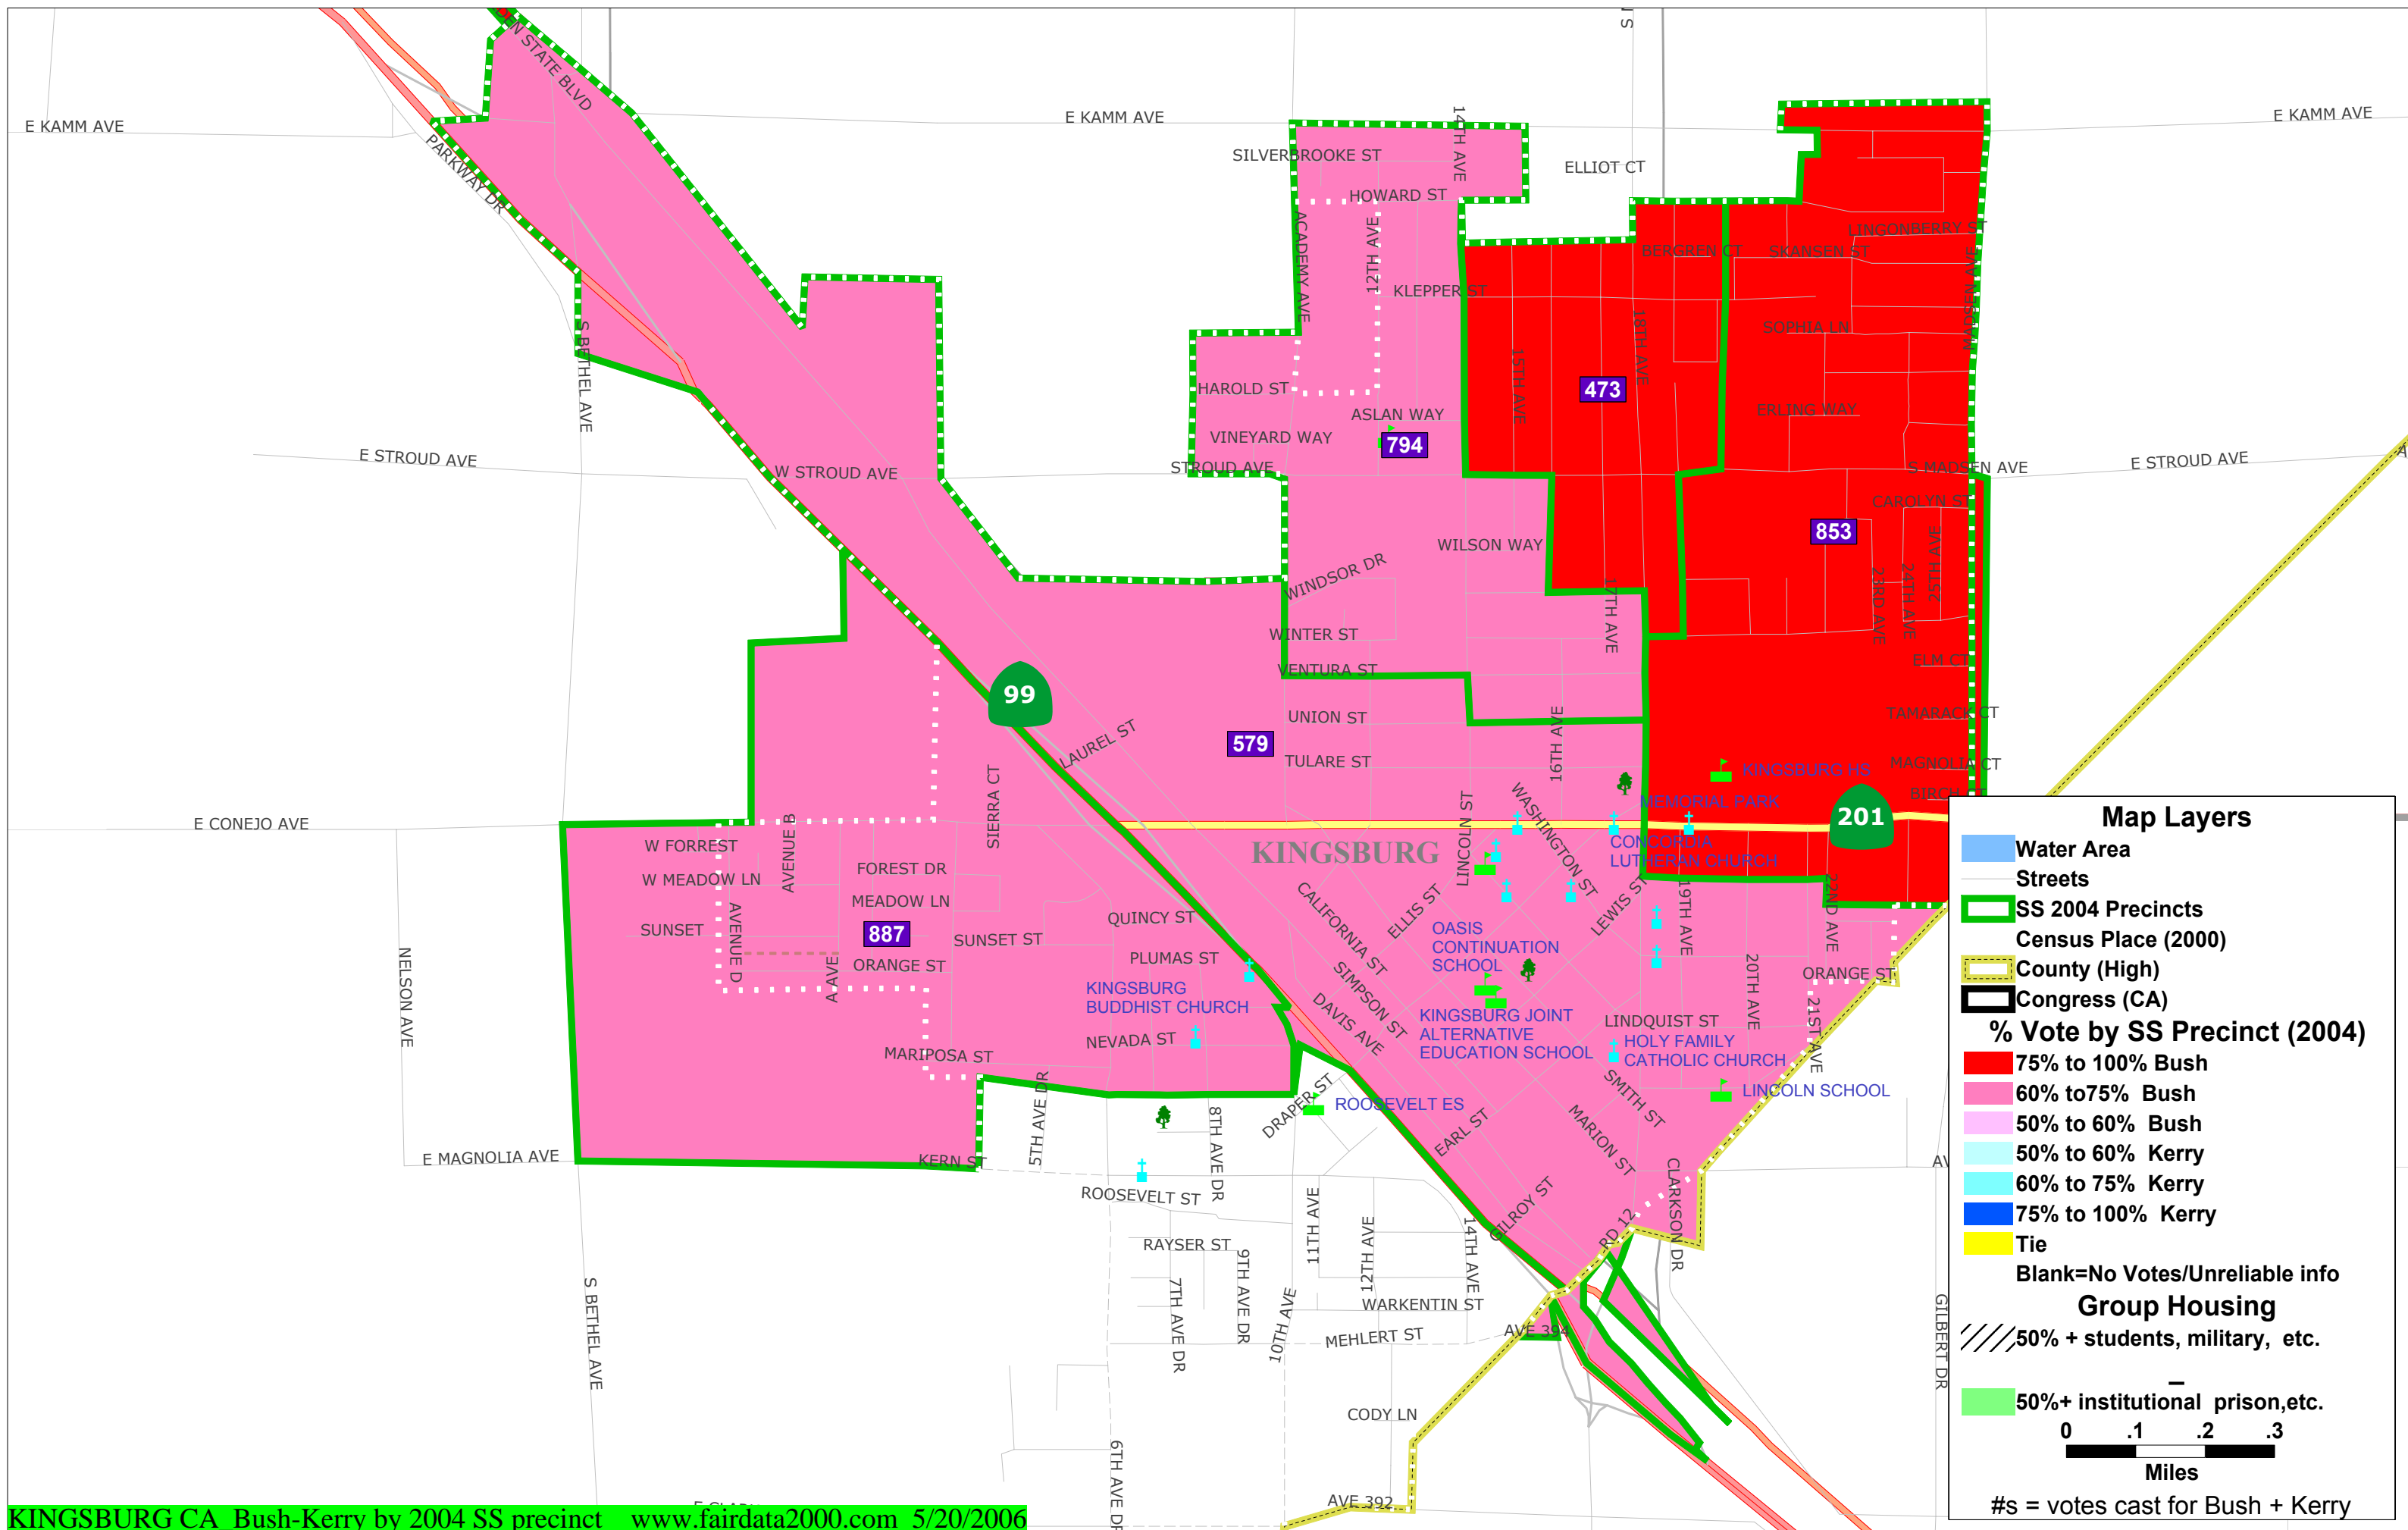 GOLDEN STATE BLVD
E KAMM AVE
E KAMM AVE
E KAMM AVE
PARKWAY DR
14TH AVE
SILVERBROOKE ST
ELLIOT CT
HOWARD ST
ACADEMY AVE
12TH AVE
LINGONBERRY ST
BERGREN CT
SKANSEN ST
MADSEN AVE
KLEPPER ST
S BETHEL AVE
18TH AVE
SOPHIA LN
15TH AVE
HAROLD ST
473
ASLAN WAY
ERLING WAY
VINEYARD WAY
794
E STROUD AVE
W STROUD AVE
STROUD AVE
S MADSEN AVE
E STROUD AVE
CAROLYN ST
853
WILSON WAY
25TH AVE
WINDSOR DR
17TH AVE
23RD AVE
24TH AVE
WINTER ST
ELM CT
VENTURA ST
99
TAMARACK CT
UNION ST
LAUREL ST
579
16TH AVE
TULARE ST
MAGNOLIA CT
KINGSBURG HS
SIERRA CT
BIRCH CT
LINCOLN ST
WASHINGTON ST
MEMORIAL PARK
201
E CONEJO AVE
AVENUE B
W FORREST
KINGSBURG
CONCORDIA
LUTHERAN CHURCH
FOREST DR
W MEADOW LN
MEADOW LN
CALIFORNIA ST
ELLIS ST
LEWIS ST
19TH AVE
22ND AVE
AVENUE D
QUINCY ST
SUNSET
887
SUNSET ST
OASIS
CONTINUATION
SCHOOL
NELSON AVE
PLUMAS ST
ORANGE ST
A AVE
SIMPSON ST
20TH AVE
ORANGE ST
KINGSBURG
BUDDHIST CHURCH
DAVIS AVE
21ST AVE
KINGSBURG JOINT
ALTERNATIVE
EDUCATION SCHOOL
LINDQUIST ST
HOLY FAMILY
CATHOLIC CHURCH
NEVADA ST
MARIPOSA ST
5TH AVE DR
DRAPER ST
ROOSEVELT ES
SMITH ST
LINCOLN SCHOOL
8TH AVE DR
EARL ST
MARION ST
E MAGNOLIA AVE
KERN ST
CLARKSON DR
ROOSEVELT ST
11TH AVE
GILROY ST
RD 12
12TH AVE
14TH AVE
RAYSER ST
9TH AVE DR
7TH AVE DR
10TH AVE
WARKENTIN ST
AVE 394
MEHLERT ST
S BETHEL AVE
GILBERT DR
CODY LN
6TH AVE DR
AVE 392
Map Layers
Water Area
Streets
SS 2004 Precincts
Census Place (2000)
County (High)
Congress (CA)
% Vote by SS Precinct (2004)
75% to 100% Bush
60% to75% Bush
50% to 60% Bush
50% to 60% Kerry
60% to 75% Kerry
75% to 100% Kerry
Tie
Blank=No Votes/Unreliable info
Group Housing
50% + students, military, etc.
50%+ institutional prison,etc.
0 .1 .2 .3
Miles
#s = votes cast for Bush + Kerry
KINGSBURG CA Bush-Kerry by 2004 SS precinct www.fairdata2000.com 5/20/2006